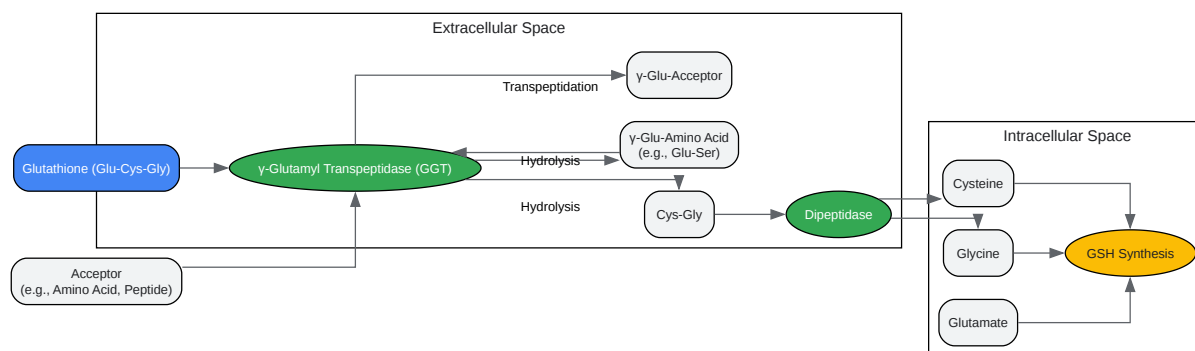 Extracellular Space
γ-Glu-Acceptor
Transpeptidation
Glutathione (Glu-Cys-Gly)
γ-Glutamyl Transpeptidase (GGT)
γ-Glu-Amino Acid
(e.g., Glu-Ser)
Hydrolysis
Hydrolysis
Cys-Gly
Dipeptidase
Acceptor
(e.g., Amino Acid, Peptide)
Intracellular Space
Cysteine
Glycine
GSH Synthesis
Glutamate